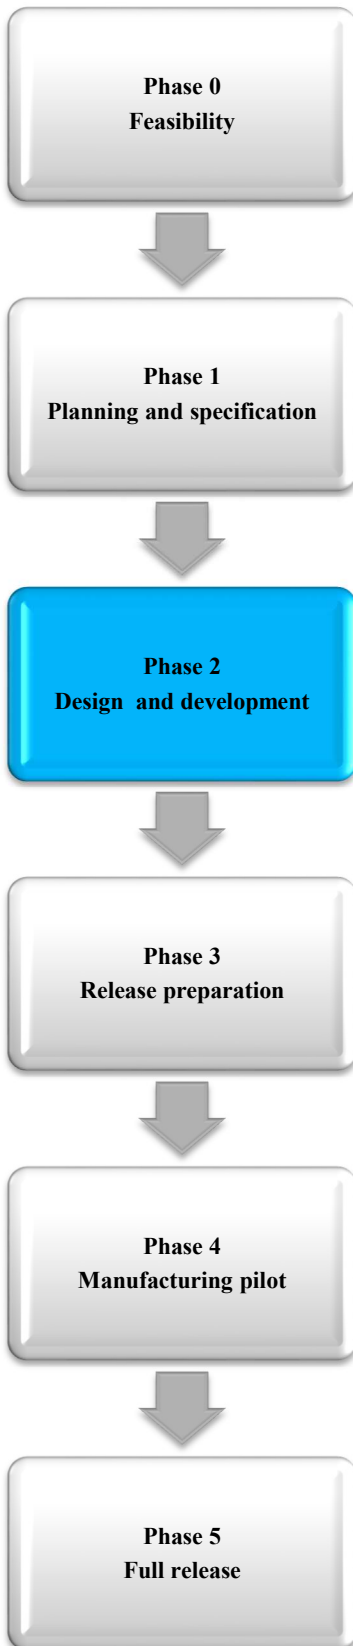 Phase 0
Feasibility
Phase 1
Planning and specification
Phase 2
Design  and development
Phase 3
Release preparation
Phase 4
Manufacturing pilot
Phase 5
Full release